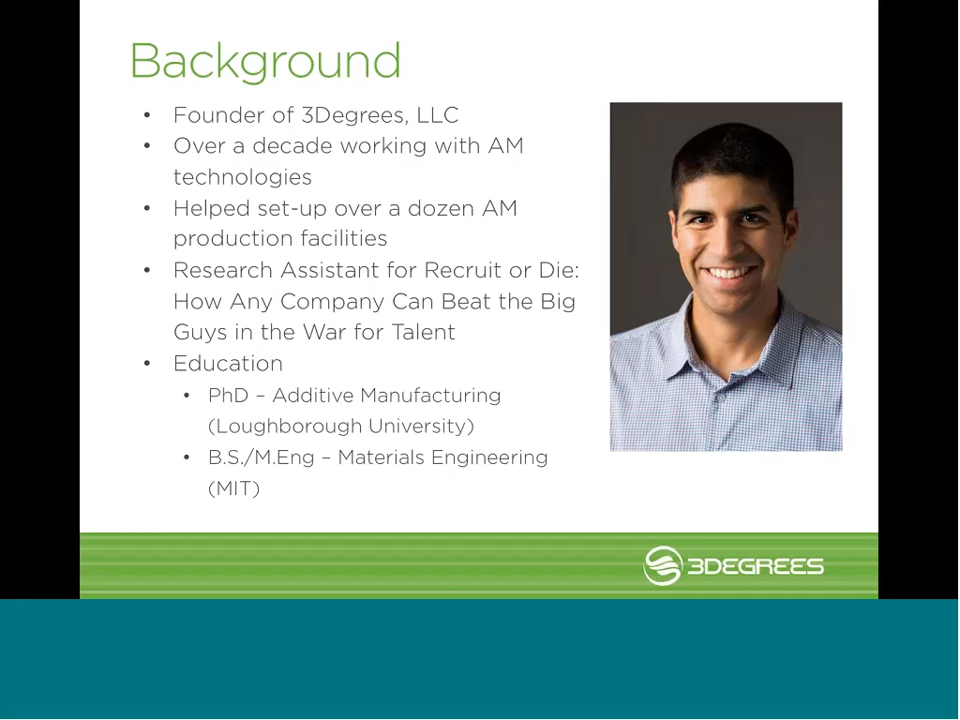 Background
• Founder of 3Degrees, LLC
• Over a decade working with AM
technologies
• Helped set-up over a dozen AM
production facilities
• Research Assistant for Recruit or Die:
How Any Company Can Beat the Big
Guys in the War for Talent
• Education
• PhD – Additive Manufacturing
(Loughborough University)
• B.S./M.Eng – Materials Engineering
(MIT)
3DEGREES